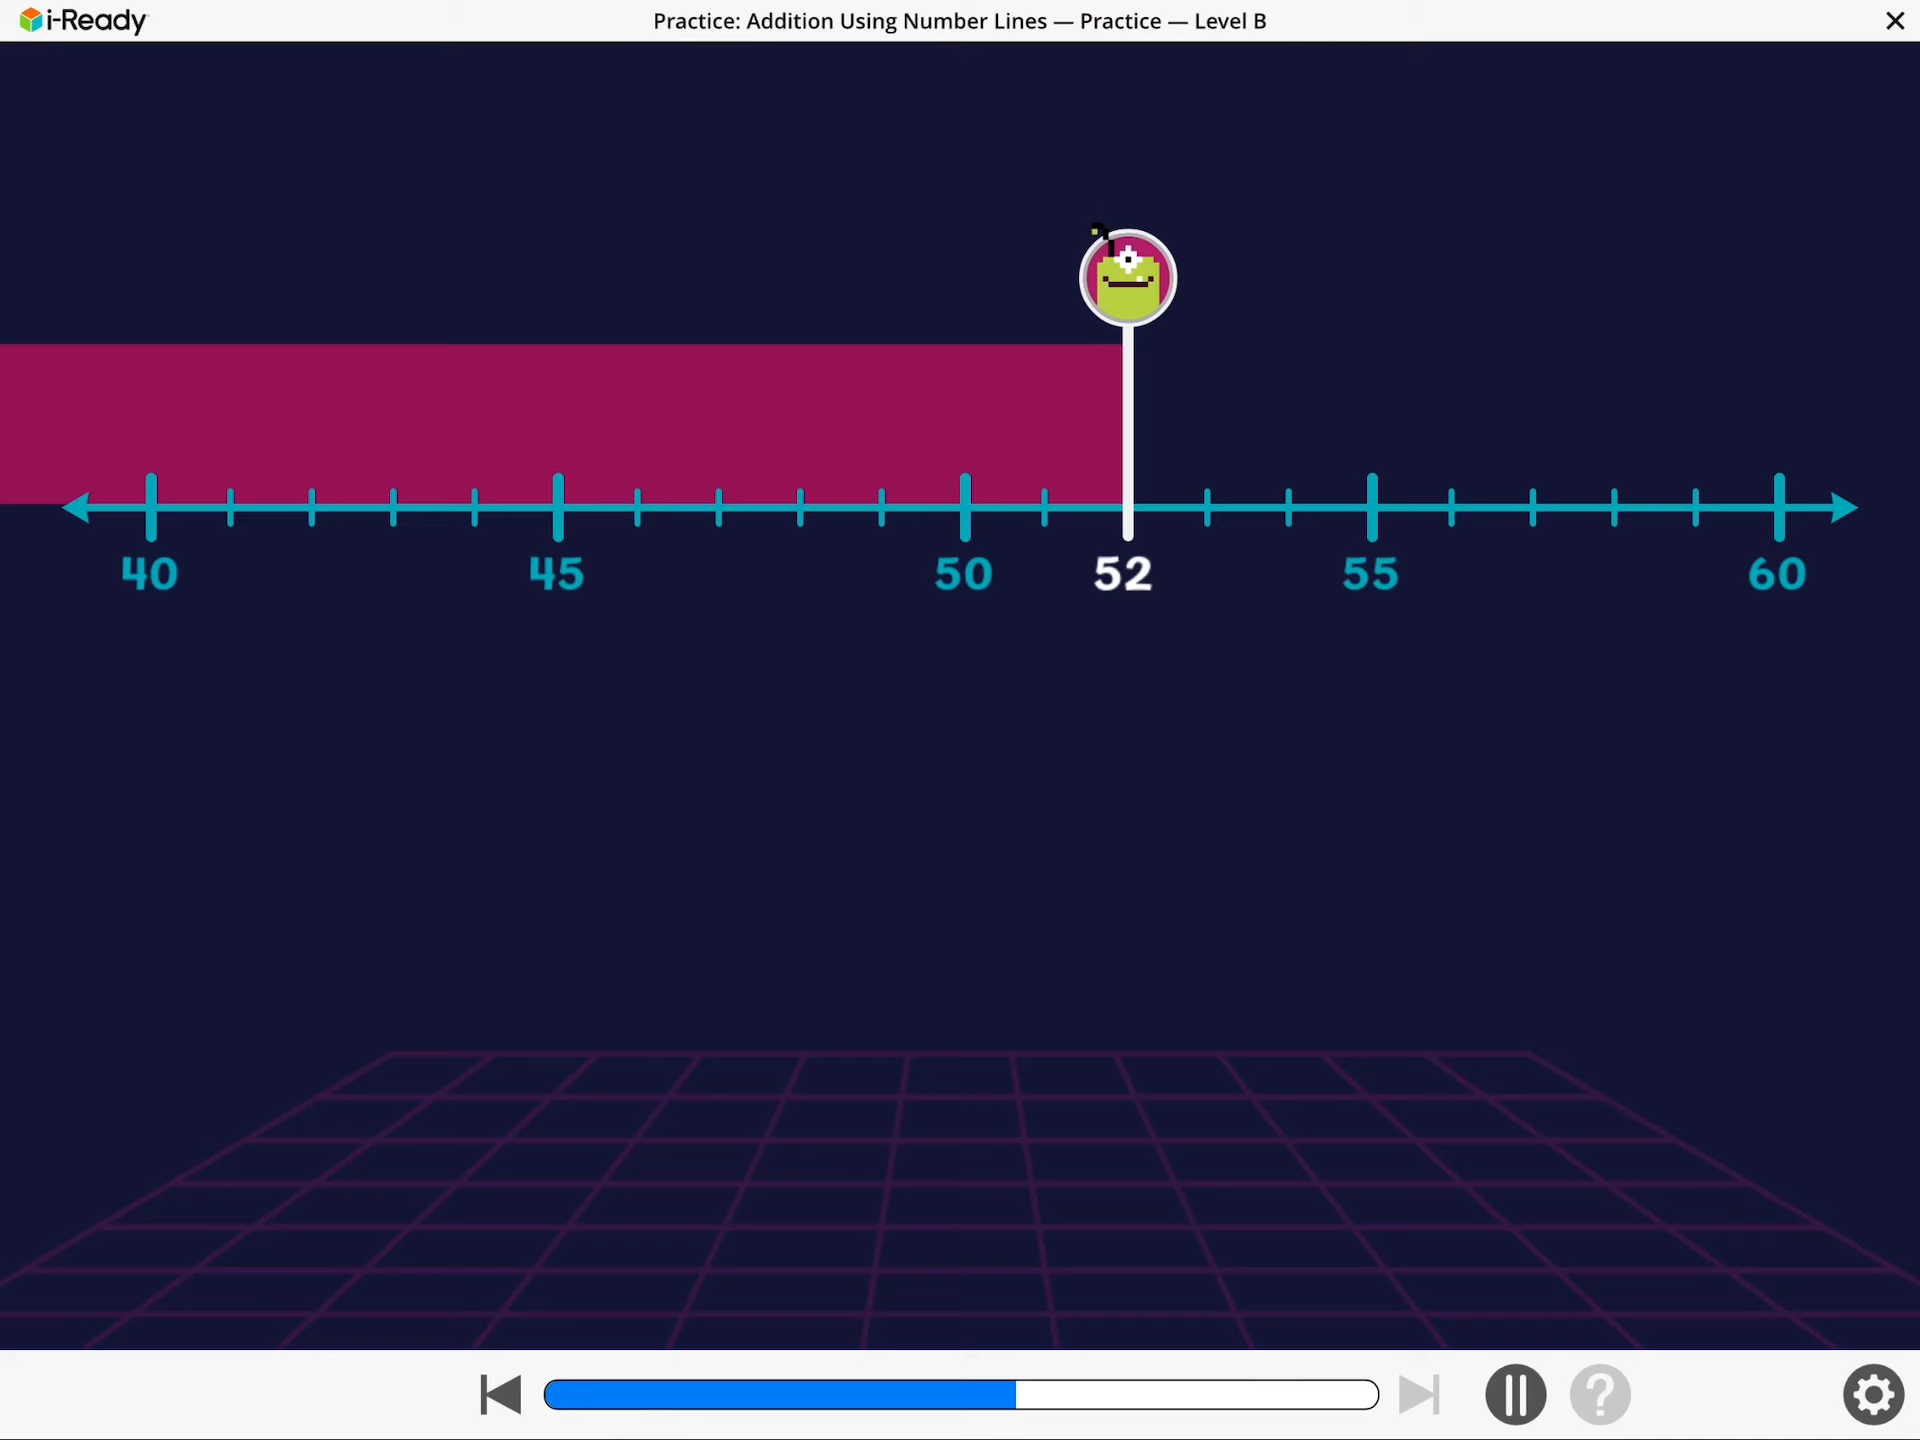 i-Ready
Practice: Addition Using Number Lines — Practice — Level B
40 45 50 52 55 60
?